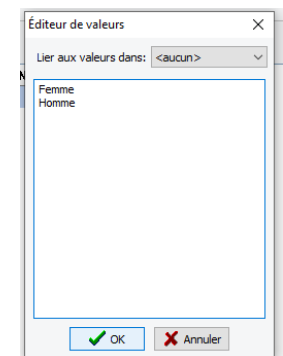 Éditeur de valeurs
Lier aux valeurs dans: <aucun>
Femme
Homme
OK
Annuler